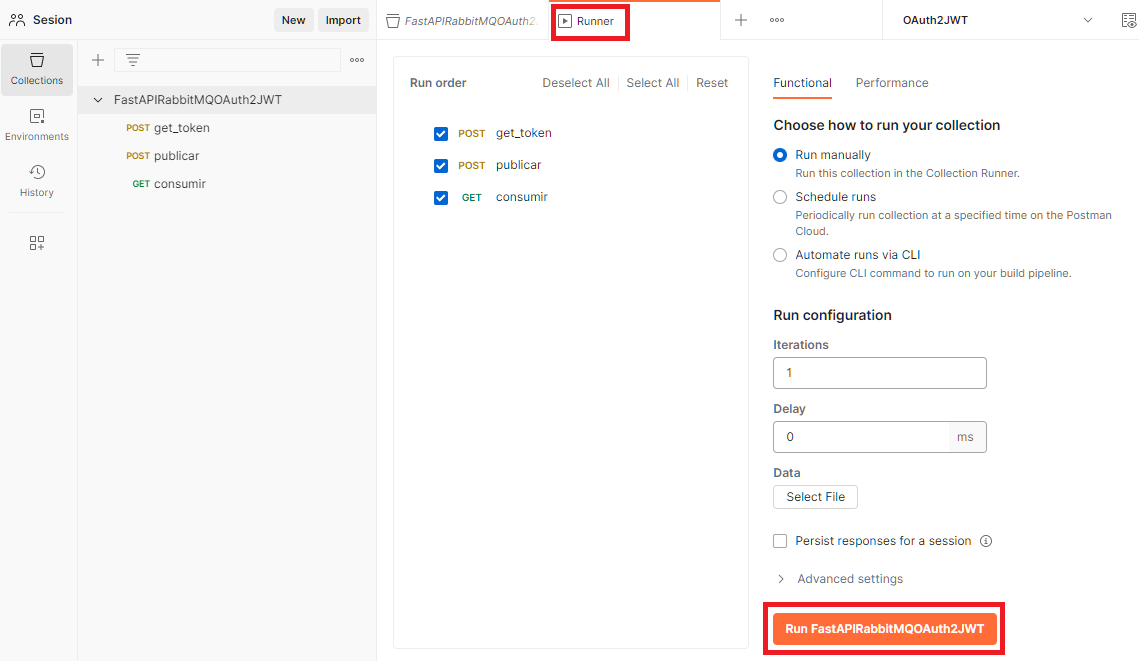 Sesion
New
Import
FastAPIRabbitMQOAuth2.
Runner
OAuth2JWT
Collections
Environments
History
FastAPIRabbitMQOAuth2JWT
POST get_token
POST publicar
GET consumir
Run order
Deselect All
Select All
Reset
POST get_token
POST publicar
GET consumir
Functional
Performance
Choose how to run your collection
Run manually
Run this collection in the Collection Runner.
Schedule runs
Periodically run collection at a specified time on the Postman
Cloud.
Automate runs via CLI
Configure CLI command to run on your build pipeline.
Run configuration
Iterations
1
Delay
0 ms
Data
Select File
Persist responses for a session
Advanced settings
Run FastAPIRabbitMQOAuth2JWT